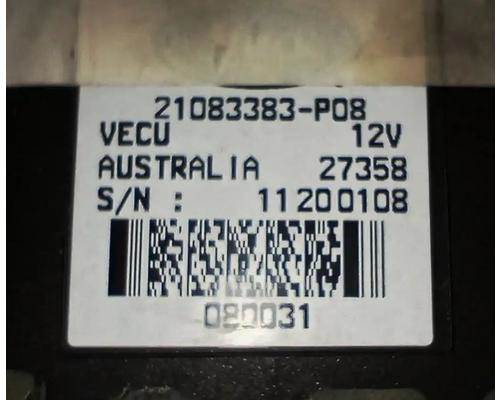 21083383-P08
VECU 12V
AUSTRALIA 27358
S/N : 11200108
080031